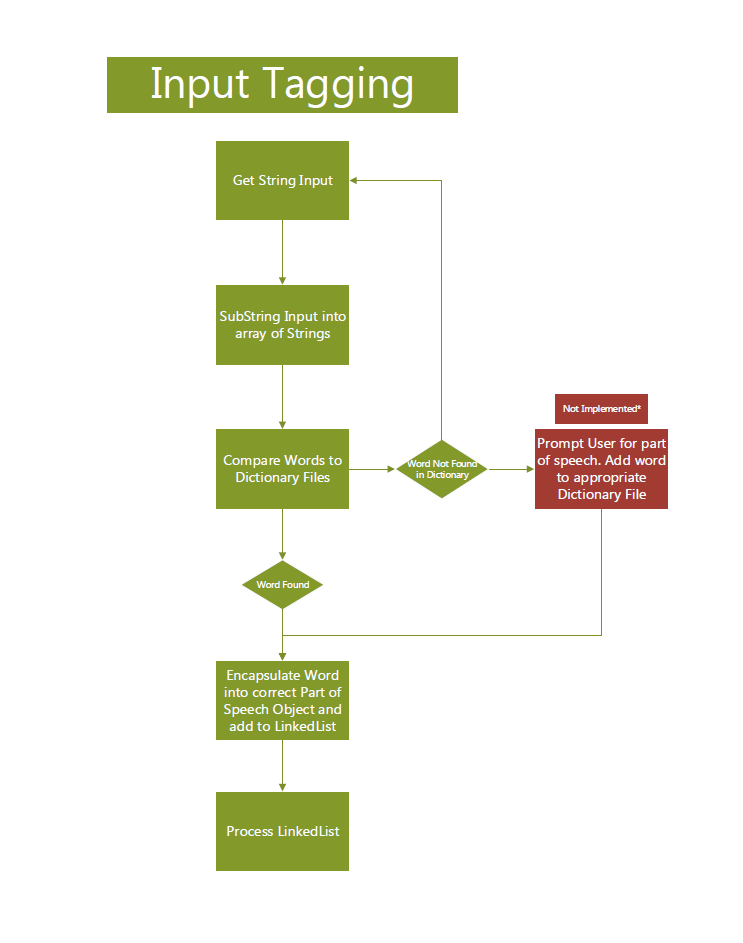 Input Tagging
Get String Input
SubString Input into
array of Strings
Compare Words to
Dictionary Files
Word Not Found
in Dictionary
Not Implemented*
Prompt User for part
of speech. Add word
to appropriate
Dictionary File
Word Found
Encapsulate Word
into correct Part of
Speech Object and
add to LinkedList
Process LinkedList